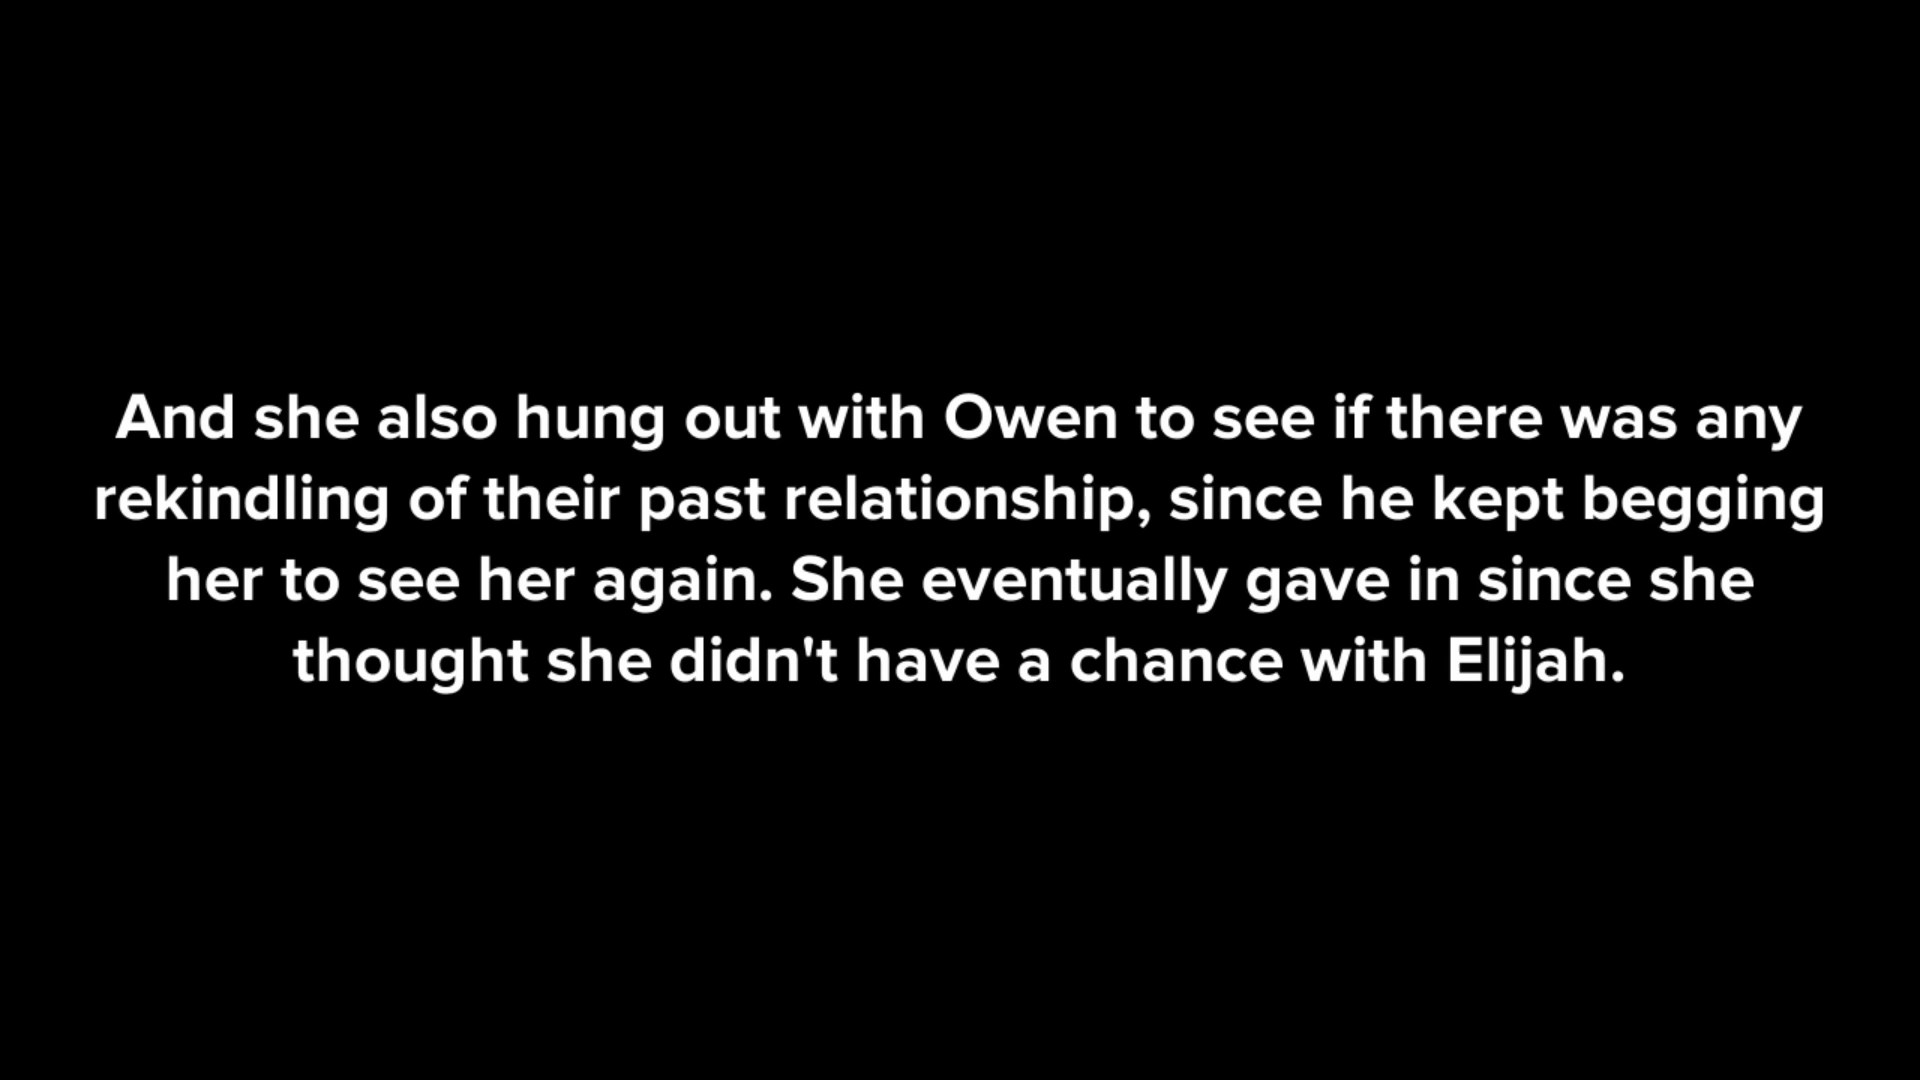 And she also hung out with Owen to see if there was any
rekindling of their past relationship, since he kept begging
her to see her again. She eventually gave in since she
thought she didn't have a chance with Elijah.